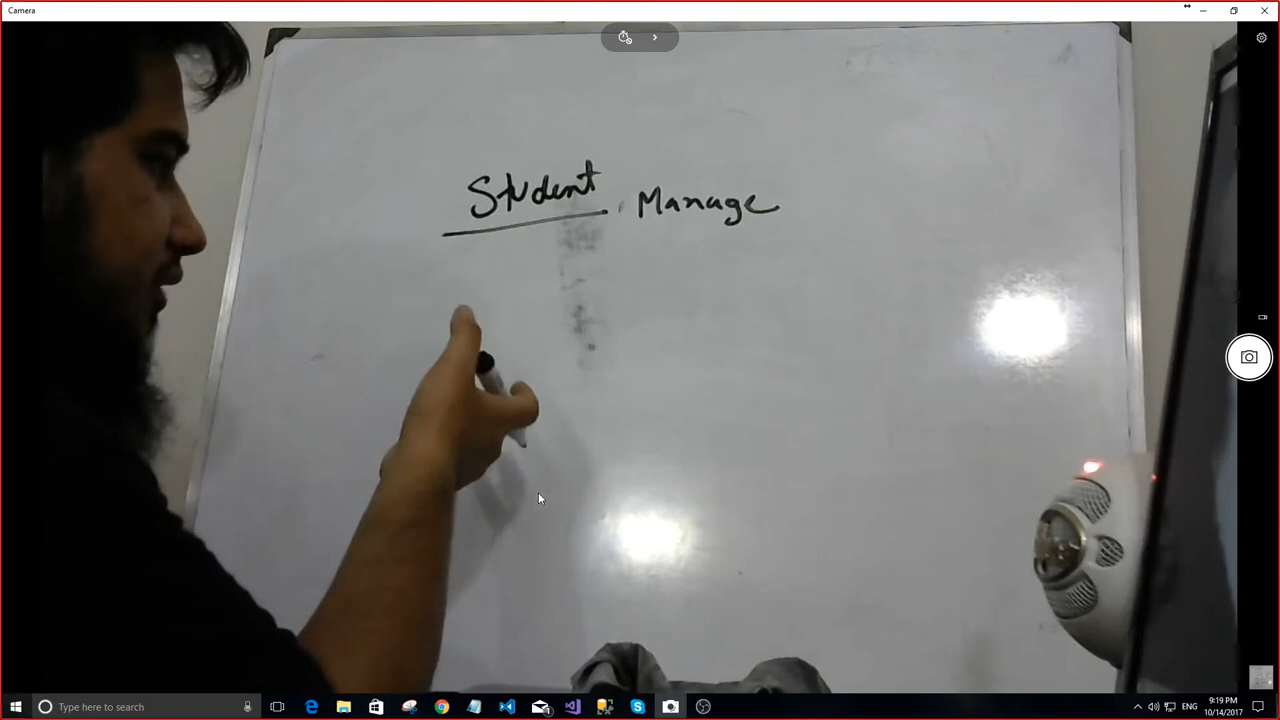 Camera
Student Manage
Type here to search
ENG
9:19 PM
10/14/2017